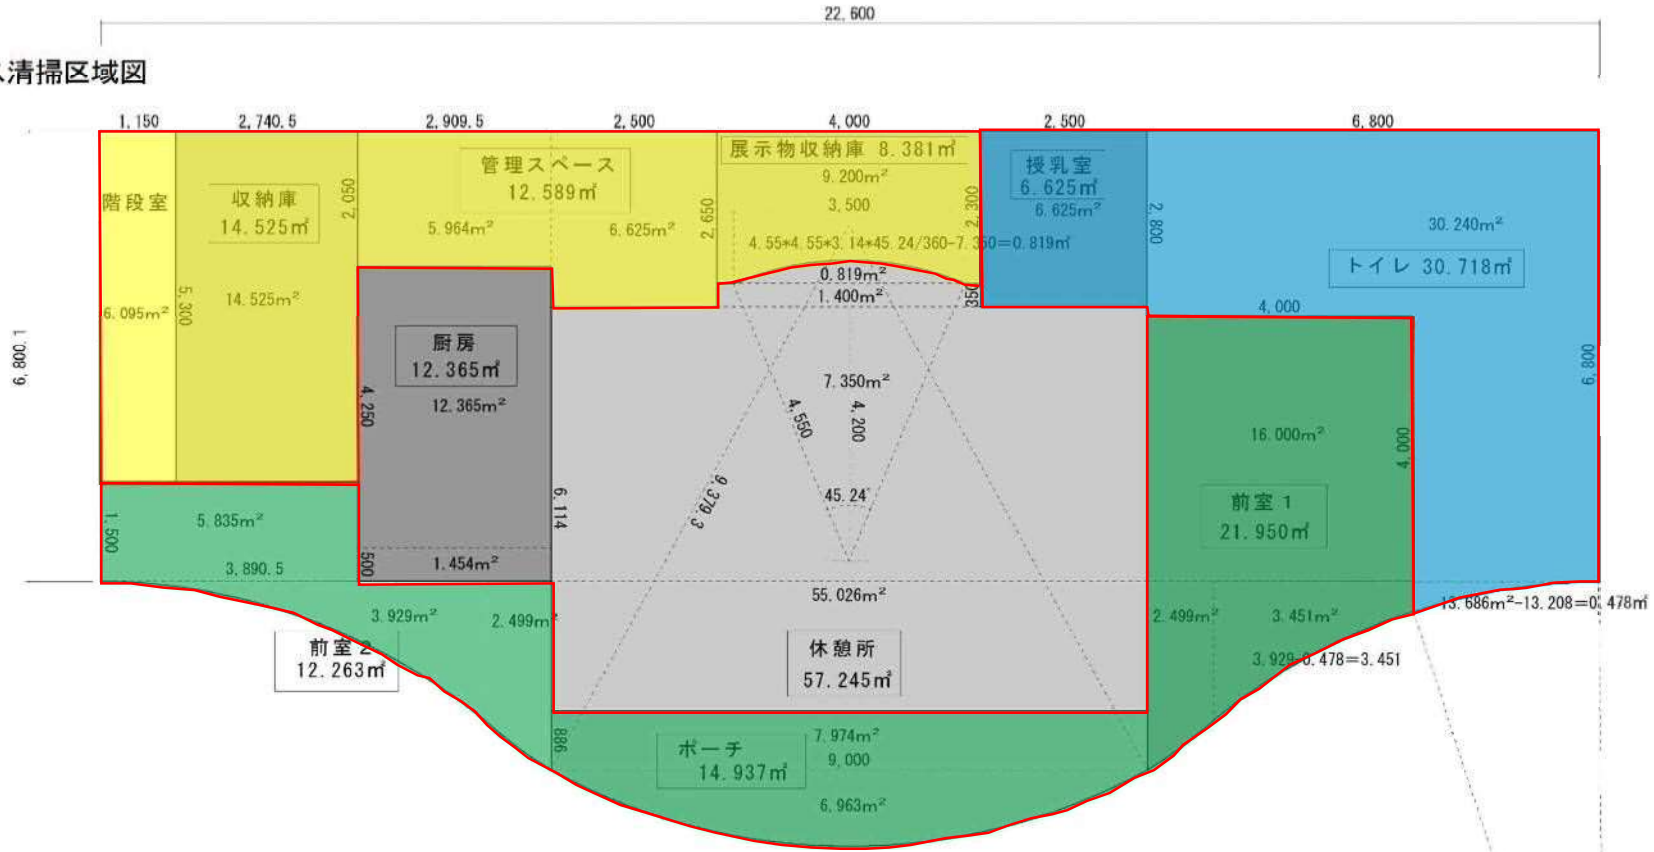 22,600
清掃区域図
1,150
2,740.5
2,909.5
2,500
4,000
2,500
6,800
階段室
収納庫
14.525㎡
2,050
管理スペース
12.589㎡
展示物収納庫 8.381㎡
9.200m²
3,500
授乳室
6.625㎡
6.625m²
5.964m²
6.625m²
2,650
2,300
4.55*4.55*3.14*45.24/360-7.350=0.819㎡
2,800
30.240m²
トイレ 30.718㎡
6.095m²
5,300
14.525m²
0.819m²
1.400m²
350
4,000
6,800.1
厨房
12.365㎡
12.365m²
4,250
7.350m²
4,550
4,200
6,800
16.000m²
4,000
9,379.3
45.24
6,114
前室1
21.950㎡
1,500
5.835m²
3,890.5
500
1.454m²
55.026m²
13.686m²-13.208=0.478㎡
3.929m²
2.499m²
2.499m²
3.451m²
前室2
12.263㎡
休憩所
57.245㎡
3.929-0.478=3.451
886
ポーチ
14.937㎡
7.974m²
9,000
6.963m²